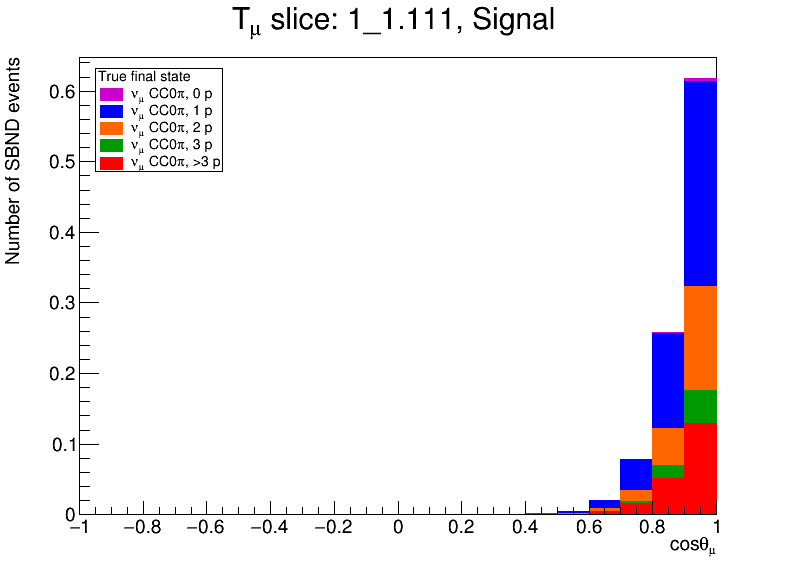 Tμ slice: 1_1.111, Signal
Number of SBND events
True final state
νμ CC0π, 0 p
νμ CC0π, 1 p
νμ CC0π, 2 p
νμ CC0π, 3 p
νμ CC0π, >3 p
0.6
0.5
0.4
0.3
0.2
0.1
0
−1 −0.8 −0.6 −0.4 −0.2 0 0.2 0.4 0.6 0.8 1
cosθμ